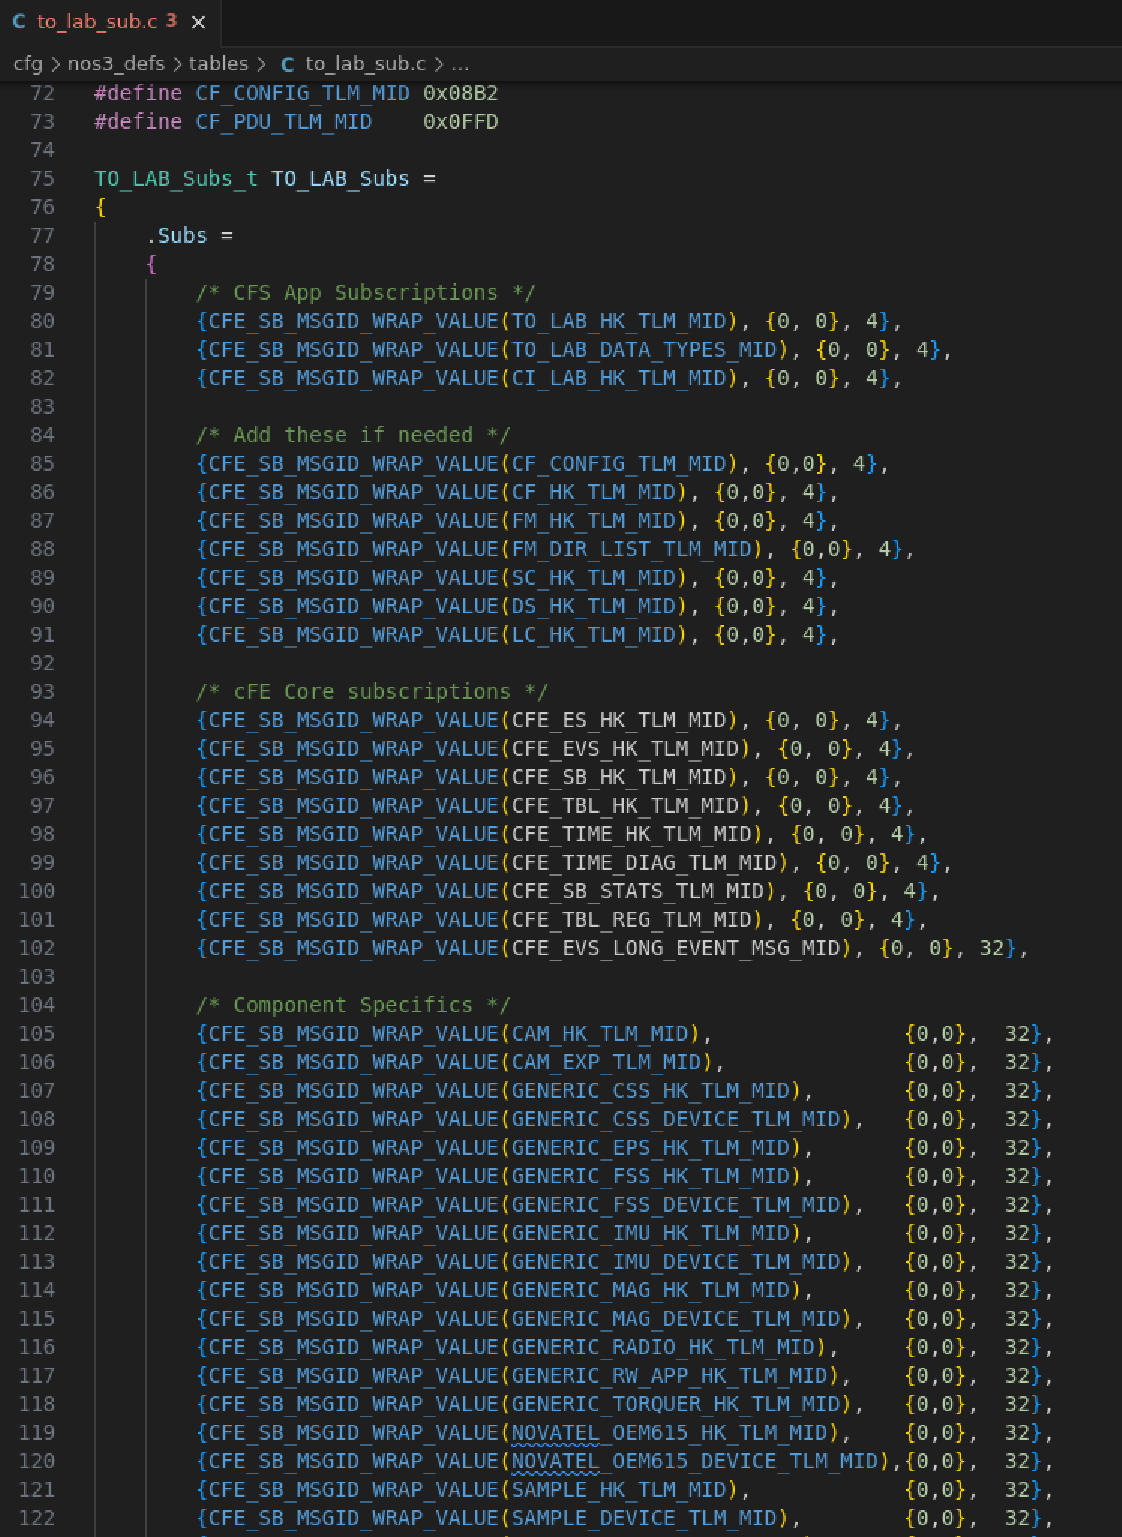 C to_lab_sub.c 3 ×
cfg > nos3_defs > tables > C to_lab_sub.c > ...
72 #define CF_CONFIG_TLM_MID 0x08B2
73 #define CF_PDU_TLM_MID    0x0FFD
74
75 TO_LAB_Subs_t TO_LAB_Subs =
76 {
77     .Subs =
78     {
79         /* CFS App Subscriptions */
80         {CFE_SB_MSGID_WRAP_VALUE(TO_LAB_HK_TLM_MID), {0, 0}, 4},
81         {CFE_SB_MSGID_WRAP_VALUE(TO_LAB_DATA_TYPES_MID), {0, 0}, 4},
82         {CFE_SB_MSGID_WRAP_VALUE(CI_LAB_HK_TLM_MID), {0, 0}, 4},
83
84         /* Add these if needed */
85         {CFE_SB_MSGID_WRAP_VALUE(CF_CONFIG_TLM_MID), {0,0}, 4},
86         {CFE_SB_MSGID_WRAP_VALUE(CF_HK_TLM_MID), {0,0}, 4},
87         {CFE_SB_MSGID_WRAP_VALUE(FM_HK_TLM_MID), {0,0}, 4},
88         {CFE_SB_MSGID_WRAP_VALUE(FM_DIR_LIST_TLM_MID), {0,0}, 4},
89         {CFE_SB_MSGID_WRAP_VALUE(SC_HK_TLM_MID), {0,0}, 4},
90         {CFE_SB_MSGID_WRAP_VALUE(DS_HK_TLM_MID), {0,0}, 4},
91         {CFE_SB_MSGID_WRAP_VALUE(LC_HK_TLM_MID), {0,0}, 4},
92
93         /* cFE Core subscriptions */
94         {CFE_SB_MSGID_WRAP_VALUE(CFE_ES_HK_TLM_MID), {0, 0}, 4},
95         {CFE_SB_MSGID_WRAP_VALUE(CFE_EVS_HK_TLM_MID), {0, 0}, 4},
96         {CFE_SB_MSGID_WRAP_VALUE(CFE_SB_HK_TLM_MID), {0, 0}, 4},
97         {CFE_SB_MSGID_WRAP_VALUE(CFE_TBL_HK_TLM_MID), {0, 0}, 4},
98         {CFE_SB_MSGID_WRAP_VALUE(CFE_TIME_HK_TLM_MID), {0, 0}, 4},
99         {CFE_SB_MSGID_WRAP_VALUE(CFE_TIME_DIAG_TLM_MID), {0, 0}, 4},
100         {CFE_SB_MSGID_WRAP_VALUE(CFE_SB_STATS_TLM_MID), {0, 0}, 4},
101         {CFE_SB_MSGID_WRAP_VALUE(CFE_TBL_REG_TLM_MID), {0, 0}, 4},
102         {CFE_SB_MSGID_WRAP_VALUE(CFE_EVS_LONG_EVENT_MSG_MID), {0, 0}, 32},
103
104         /* Component Specifics */
105         {CFE_SB_MSGID_WRAP_VALUE(CAM_HK_TLM_MID),               {0,0},  32},
106         {CFE_SB_MSGID_WRAP_VALUE(CAM_EXP_TLM_MID),              {0,0},  32},
107         {CFE_SB_MSGID_WRAP_VALUE(GENERIC_CSS_HK_TLM_MID),       {0,0},  32},
108         {CFE_SB_MSGID_WRAP_VALUE(GENERIC_CSS_DEVICE_TLM_MID),   {0,0},  32},
109         {CFE_SB_MSGID_WRAP_VALUE(GENERIC_EPS_HK_TLM_MID),       {0,0},  32},
110         {CFE_SB_MSGID_WRAP_VALUE(GENERIC_FSS_HK_TLM_MID),       {0,0},  32},
111         {CFE_SB_MSGID_WRAP_VALUE(GENERIC_FSS_DEVICE_TLM_MID),   {0,0},  32},
112         {CFE_SB_MSGID_WRAP_VALUE(GENERIC_IMU_HK_TLM_MID),       {0,0},  32},
113         {CFE_SB_MSGID_WRAP_VALUE(GENERIC_IMU_DEVICE_TLM_MID),   {0,0},  32},
114         {CFE_SB_MSGID_WRAP_VALUE(GENERIC_MAG_HK_TLM_MID),       {0,0},  32},
115         {CFE_SB_MSGID_WRAP_VALUE(GENERIC_MAG_DEVICE_TLM_MID),   {0,0},  32},
116         {CFE_SB_MSGID_WRAP_VALUE(GENERIC_RADIO_HK_TLM_MID),     {0,0},  32},
117         {CFE_SB_MSGID_WRAP_VALUE(GENERIC_RW_APP_HK_TLM_MID),    {0,0},  32},
118         {CFE_SB_MSGID_WRAP_VALUE(GENERIC_TORQUER_HK_TLM_MID),   {0,0},  32},
119         {CFE_SB_MSGID_WRAP_VALUE(NOVATEL_OEM615_HK_TLM_MID),    {0,0},  32},
120         {CFE_SB_MSGID_WRAP_VALUE(NOVATEL_OEM615_DEVICE_TLM_MID),{0,0},  32},
121         {CFE_SB_MSGID_WRAP_VALUE(SAMPLE_HK_TLM_MID),            {0,0},  32},
122         {CFE_SB_MSGID_WRAP_VALUE(SAMPLE_DEVICE_TLM_MID),        {0,0},  32},